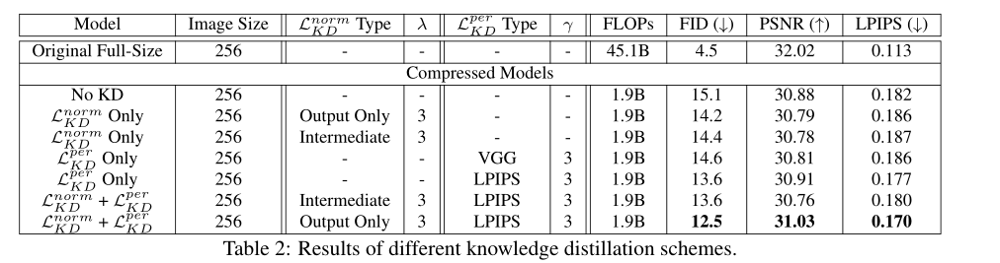 Model Image Size $\mathcal{L}_{KD}^{norm}$ Type λ $\mathcal{L}_{KD}^{per}$ Type γ FLOPs FID (↓) PSNR (↑) LPIPS (↓)
Original Full-Size 256 - - - - 45.1B 4.5 32.02 0.113
Compressed Models
No KD 256 - - - - 1.9B 15.1 30.88 0.182
$\mathcal{L}_{KD}^{norm}$ Only 256 Output Only 3 - - 1.9B 14.2 30.79 0.186
$\mathcal{L}_{KD}^{norm}$ Only 256 Intermediate 3 - - 1.9B 14.4 30.78 0.187
$\mathcal{L}_{KD}^{per}$ Only 256 - - VGG 3 1.9B 14.6 30.81 0.186
$\mathcal{L}_{KD}^{per}$ Only 256 - - LPIPS 3 1.9B 13.6 30.91 0.177
$\mathcal{L}_{KD}^{norm}$ + $\mathcal{L}_{KD}^{per}$ 256 Intermediate 3 LPIPS 3 1.9B 13.6 30.76 0.180
$\mathcal{L}_{KD}^{norm}$ + $\mathcal{L}_{KD}^{per}$ 256 Output Only 3 LPIPS 3 1.9B 12.5 31.03 0.170
Table 2: Results of different knowledge distillation schemes.